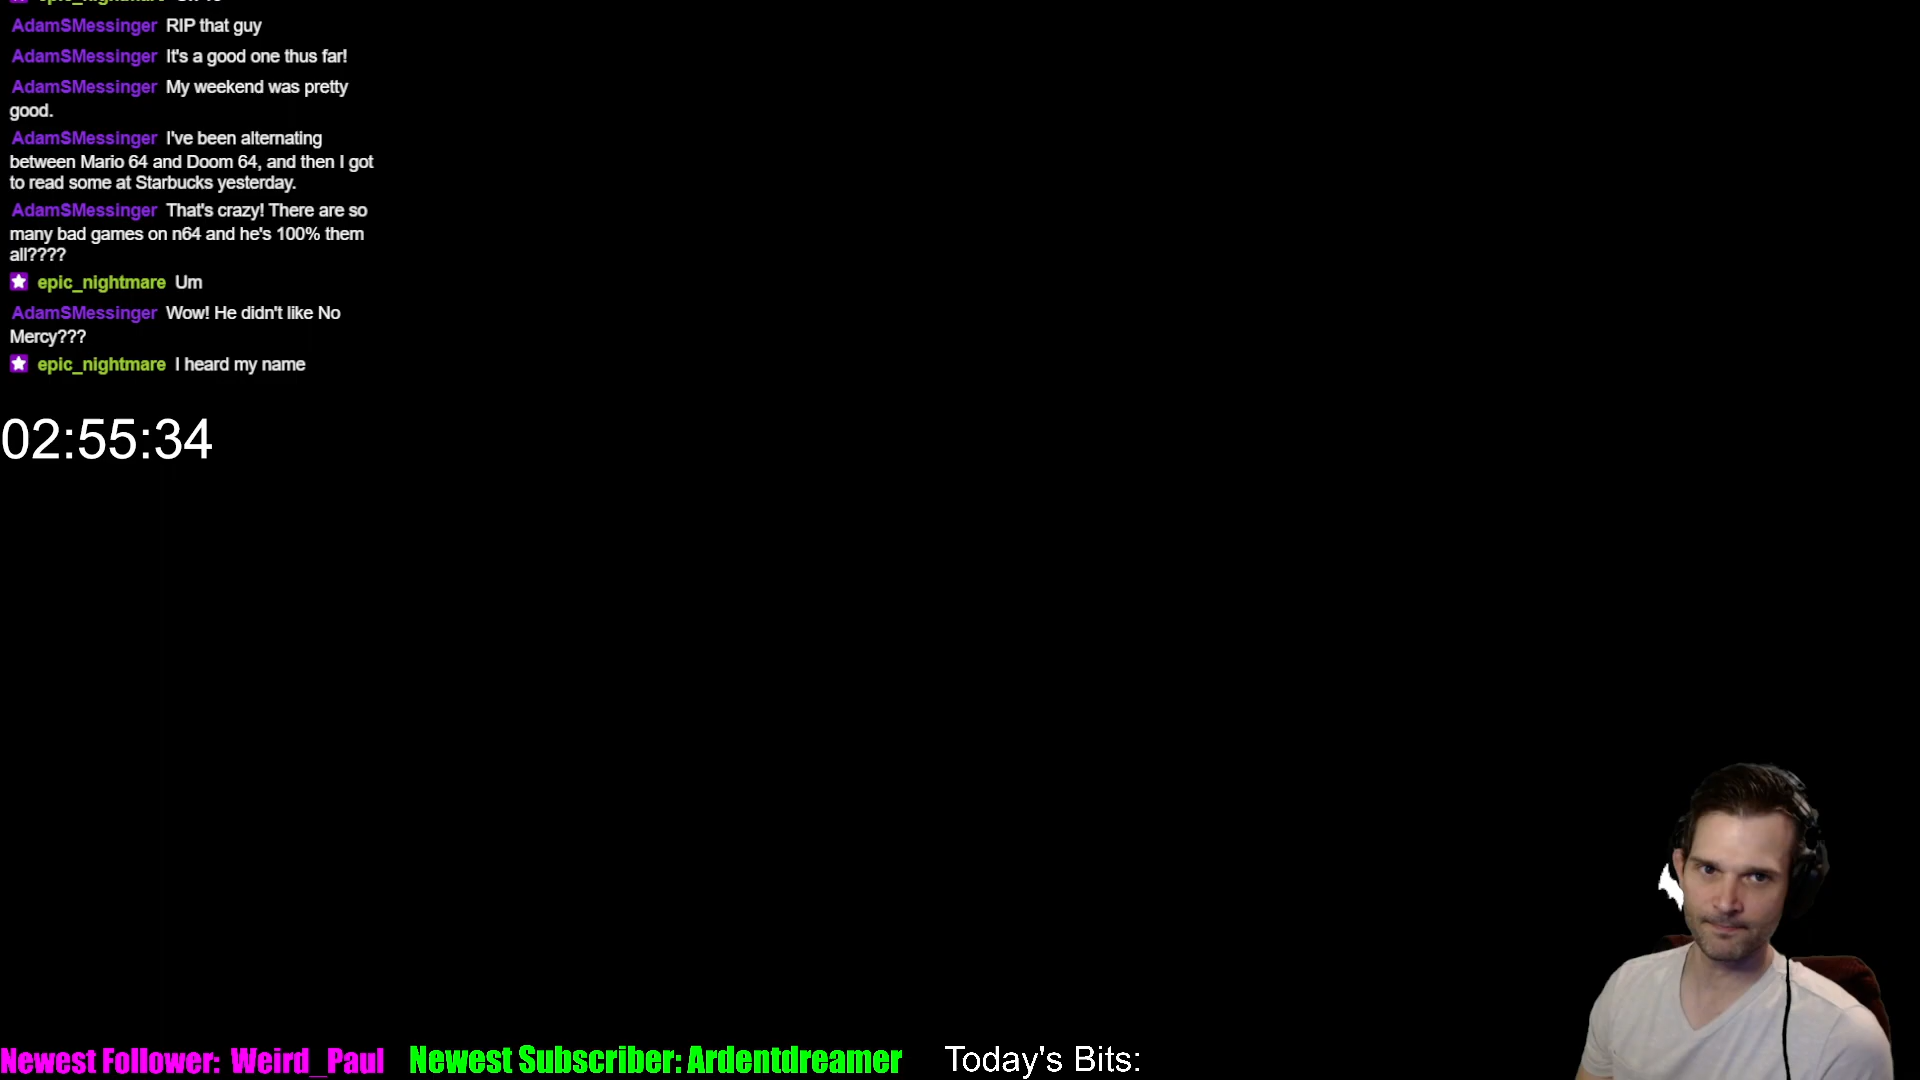 AdamSMessinger RIP that guy
AdamSMessinger It's a good one thus far!
AdamSMessinger My weekend was pretty
good.
AdamSMessinger I've been alternating
between Mario 64 and Doom 64, and then I got
to read some at Starbucks yesterday.
AdamSMessinger That's crazy! There are so
many bad games on n64 and he's 100% them
all????
epic_nightmare Um
AdamSMessinger Wow! He didn't like No
Mercy???
epic_nightmare I heard my name
02:55:34
Newest Follower: Weird_Paul Newest Subscriber: Ardentdreamer Today's Bits: